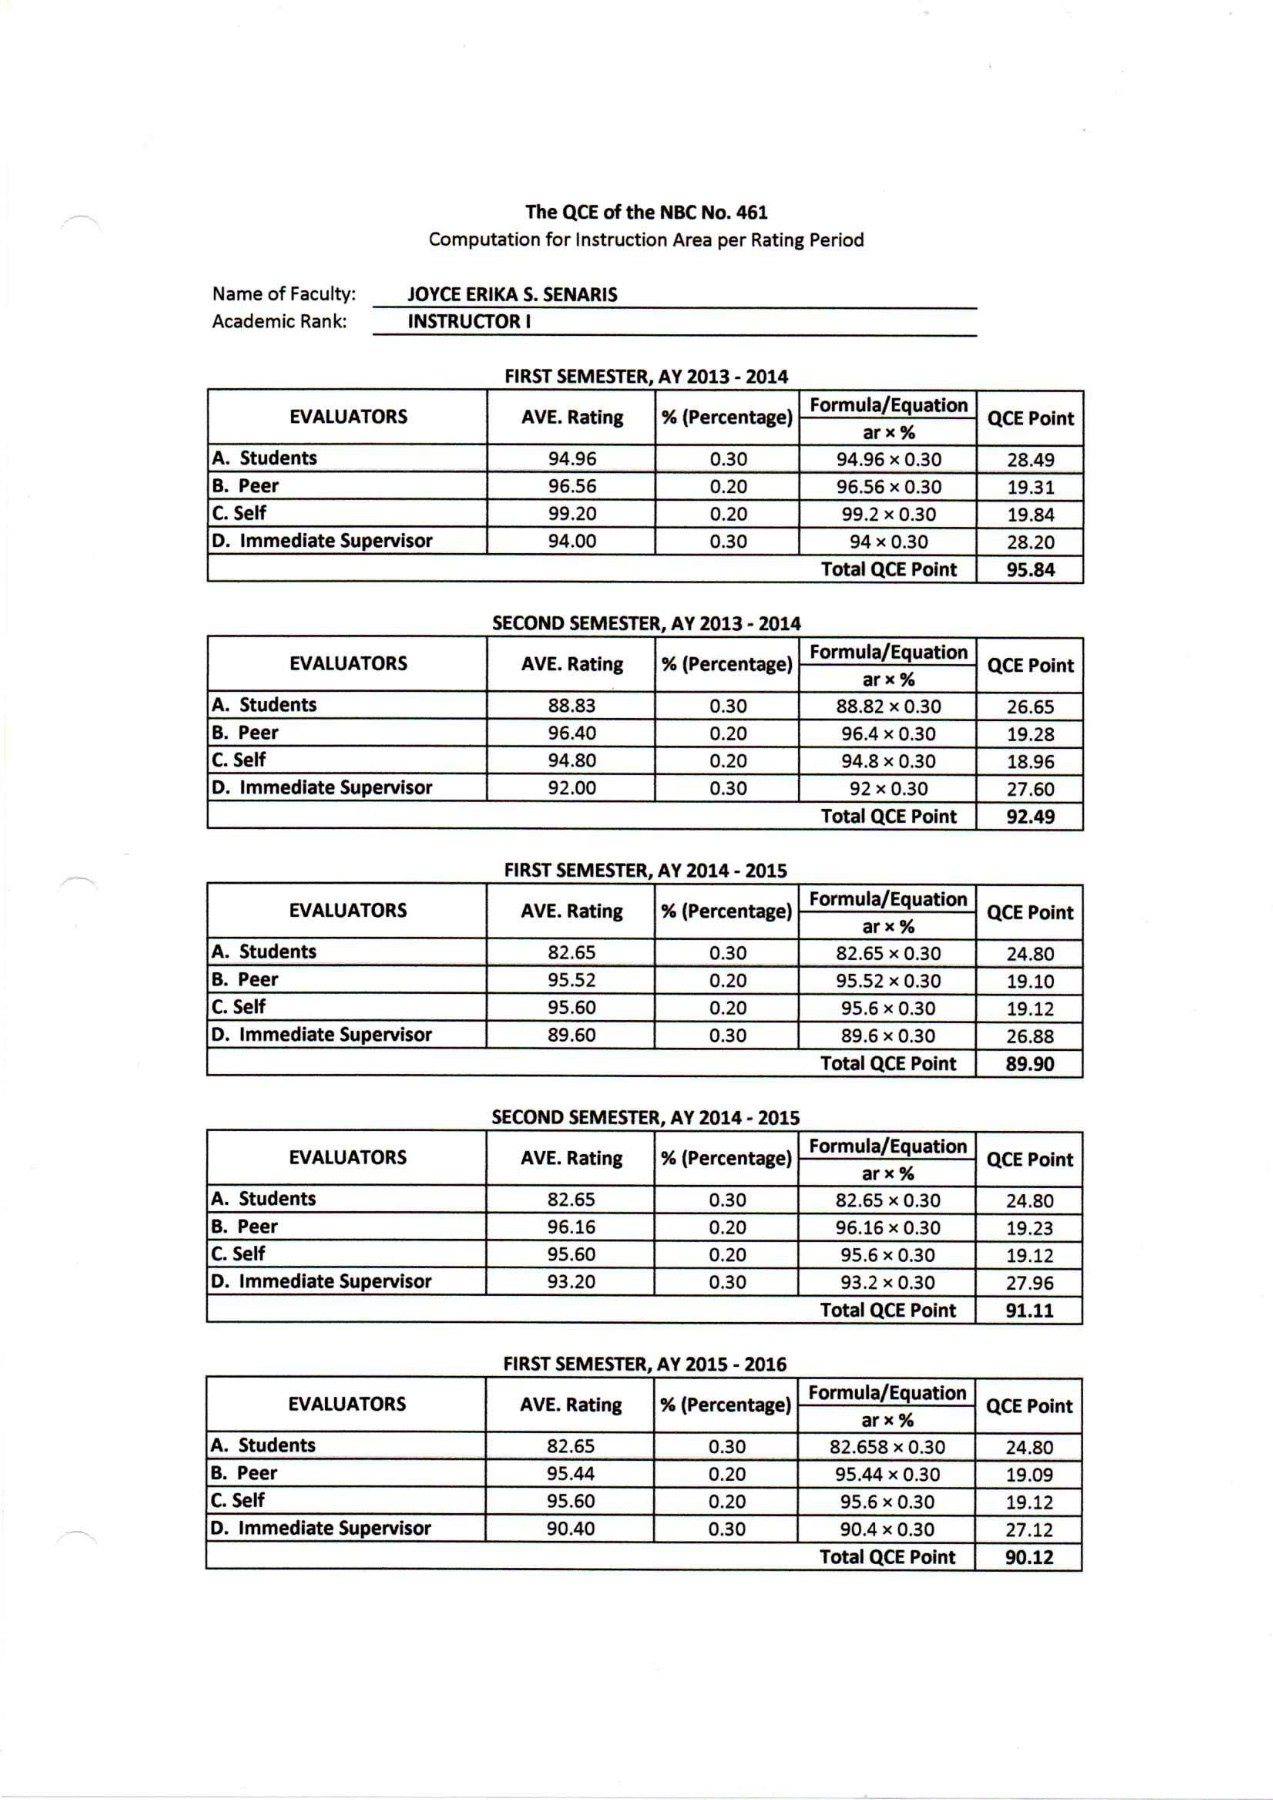 The QCE of the NBC No. 461
Computation for Instruction Area per Rating Period
Name of Faculty: JOYCE ERIKA S. SENARIS
Academic Rank: INSTRUCTOR I
FIRST SEMESTER, AY 2013 - 2014
EVALUATORS AVE. Rating % (Percentage) Formula/Equation QCE Point
ar × %
A. Students 94.96 0.30 94.96 × 0.30 28.49
B. Peer 96.56 0.20 96.56 × 0.30 19.31
C. Self 99.20 0.20 99.2 × 0.30 19.84
D. Immediate Supervisor 94.00 0.30 94 × 0.30 28.20
Total QCE Point 95.84
SECOND SEMESTER, AY 2013 - 2014
EVALUATORS AVE. Rating % (Percentage) Formula/Equation QCE Point
ar × %
A. Students 88.83 0.30 88.82 × 0.30 26.65
B. Peer 96.40 0.20 96.4 × 0.30 19.28
C. Self 94.80 0.20 94.8 × 0.30 18.96
D. Immediate Supervisor 92.00 0.30 92 × 0.30 27.60
Total QCE Point 92.49
FIRST SEMESTER, AY 2014 - 2015
EVALUATORS AVE. Rating % (Percentage) Formula/Equation QCE Point
ar × %
A. Students 82.65 0.30 82.65 × 0.30 24.80
B. Peer 95.52 0.20 95.52 × 0.30 19.10
C. Self 95.60 0.20 95.6 × 0.30 19.12
D. Immediate Supervisor 89.60 0.30 89.6 × 0.30 26.88
Total QCE Point 89.90
SECOND SEMESTER, AY 2014 - 2015
EVALUATORS AVE. Rating % (Percentage) Formula/Equation QCE Point
ar × %
A. Students 82.65 0.30 82.65 × 0.30 24.80
B. Peer 96.16 0.20 96.16 × 0.30 19.23
C. Self 95.60 0.20 95.6 × 0.30 19.12
D. Immediate Supervisor 93.20 0.30 93.2 × 0.30 27.96
Total QCE Point 91.11
FIRST SEMESTER, AY 2015 - 2016
EVALUATORS AVE. Rating % (Percentage) Formula/Equation QCE Point
ar × %
A. Students 82.65 0.30 82.658 × 0.30 24.80
B. Peer 95.44 0.20 95.44 × 0.30 19.09
C. Self 95.60 0.20 95.6 × 0.30 19.12
D. Immediate Supervisor 90.40 0.30 90.4 × 0.30 27.12
Total QCE Point 90.12